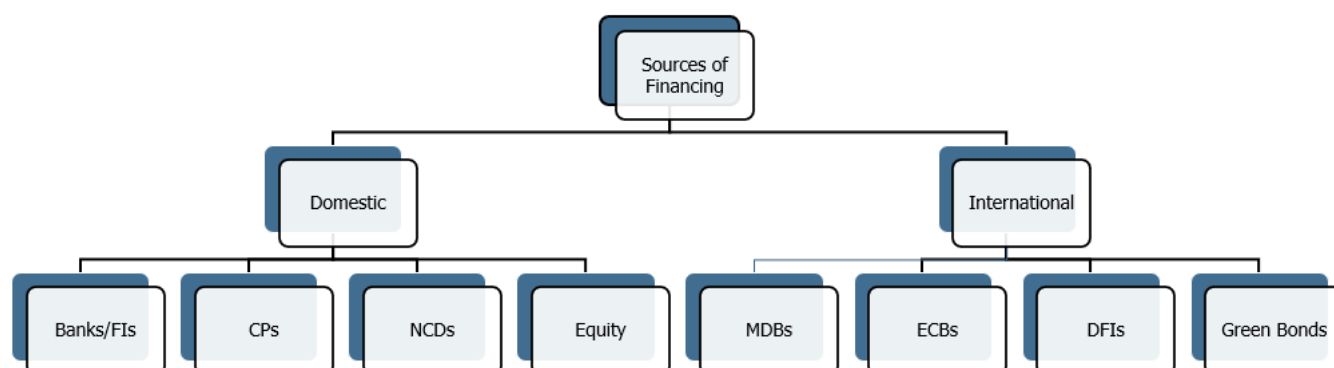 Sources of
Financing
Domestic
International
Banks/FIs
CPs
NCDs
Equity
MDBs
ECBs
DFIs
Green Bonds